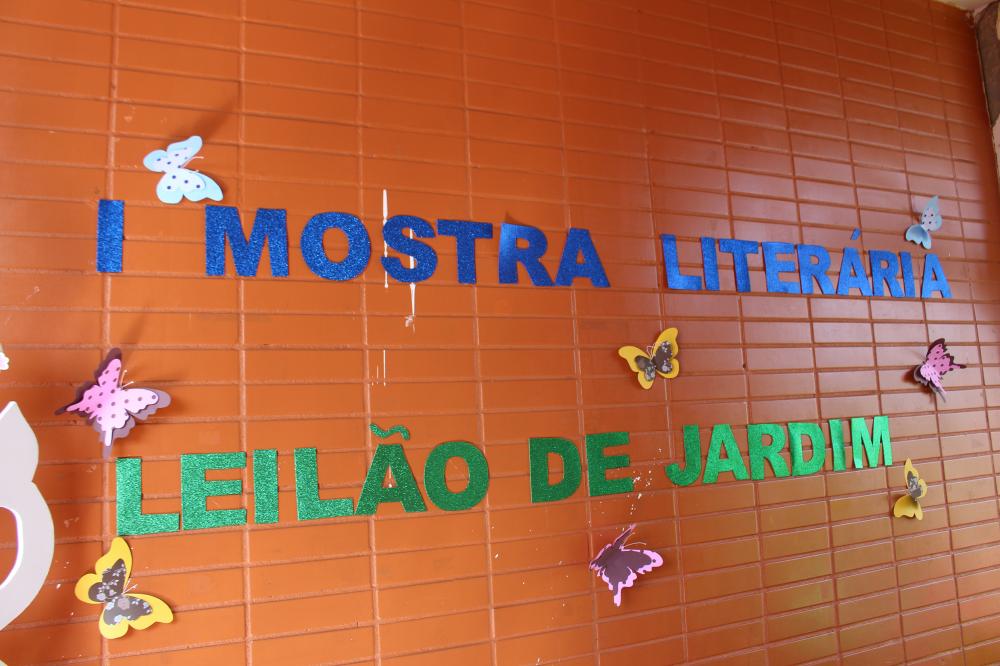 I MOSTRA LITERÁRIA
LEILÃO DE JARDIM